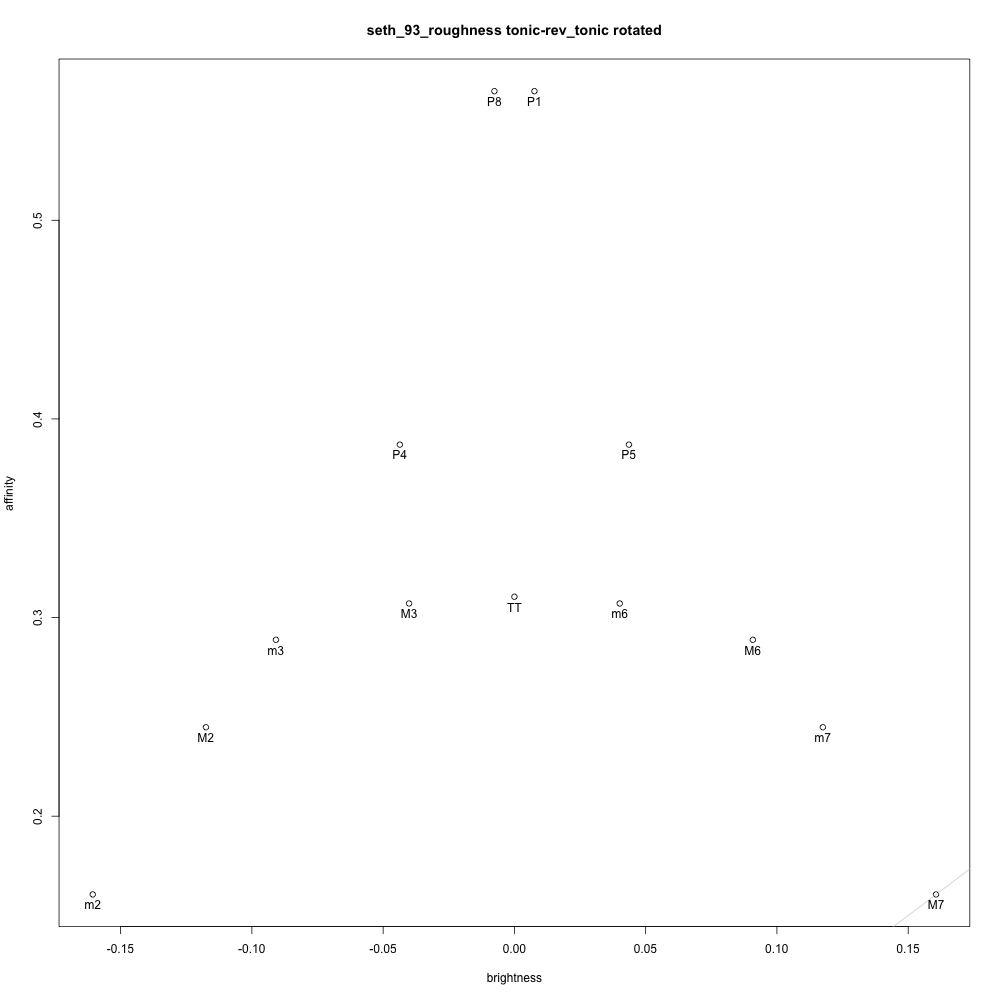 seth_93_roughness tonic-rev_tonic rotated
P8 P1
0.5
0.4
P4 P5
affinity
0.3
M3 TT m6
m3 M6
M2 m7
0.2
m2 M7
-0.15 -0.10 -0.05 0.00 0.05 0.10 0.15
brightness